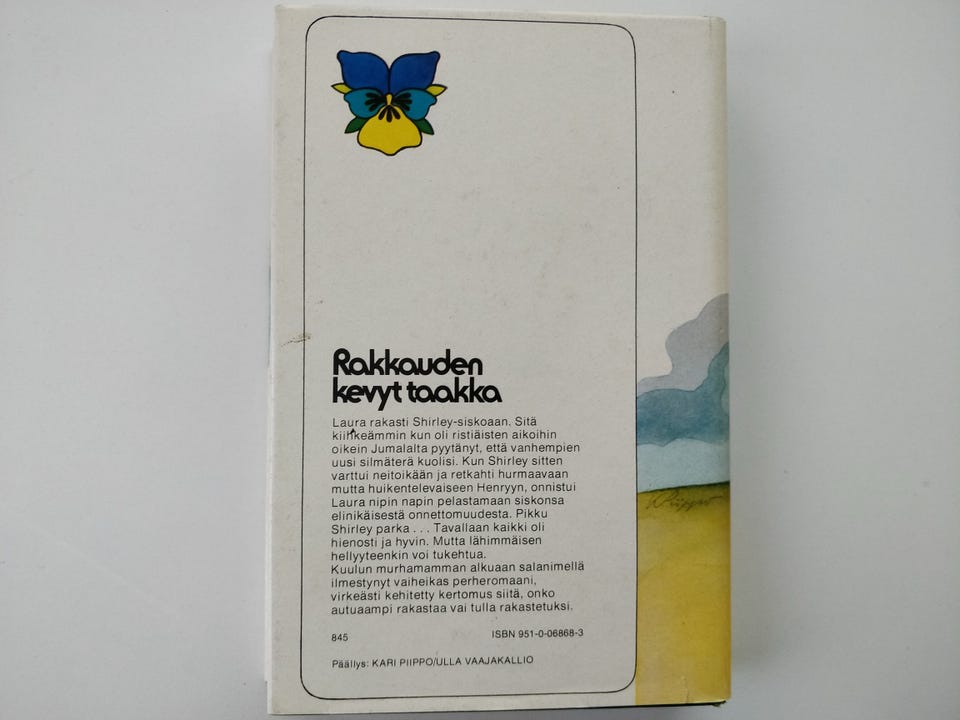 Rakkauden
kevyt taakka
Laura rakasti Shirley-siskoaan. Sitä
kiihkeämmin kun oli ristiäisten aikoihin
oikein Jumalalta pyytänyt, että vanhempien
uusi silmäterä kuolisi. Kun Shirley sitten
varttui neitoikään ja retkahti hurmaavaan
mutta huikentelevaiseen Henryyn, onnistui
Laura nipin napin pelastamaan siskonsa
elinikäisestä onnettomuudesta. Pikku
Shirley parka . . . Tavallaan kaikki oli
hienosti ja hyvin. Mutta lähimmäisen
hellyyteenkin voi tukehtua.
Kuulun murhamamman alkuaan salanimellä
ilmestynyt vaiheikas perheromaani,
virkeästi kehitetty kertomus siitä, onko
autuaampi rakastaa vai tulla rakastetuksi.
845 ISBN 951-0-06868-3
Päällys: KARI PIIPPO/ULLA VAAJAKALLIO
Piippo